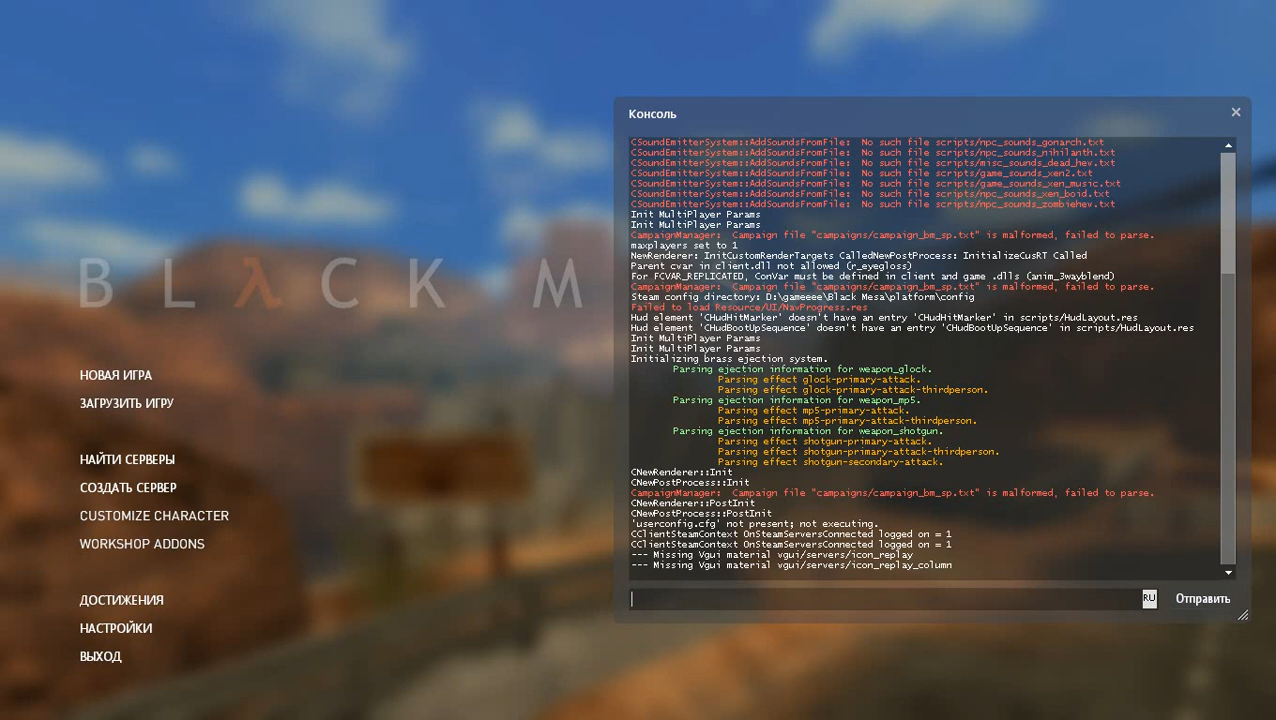 BLλCK M
НОВАЯ ИГРА
ЗАГРУЗИТЬ ИГРУ
НАЙТИ СЕРВЕРЫ
СОЗДАТЬ СЕРВЕР
CUSTOMIZE CHARACTER
WORKSHOP ADDONS
ДОСТИЖЕНИЯ
НАСТРОЙКИ
ВЫХОД
Консоль
CSoundEmitterSystem::AddSoundsFromFile: No such file scripts/npc_sounds_gonarch.txt
CSoundEmitterSystem::AddSoundsFromFile: No such file scripts/npc_sounds_nihilanth.txt
CSoundEmitterSystem::AddSoundsFromFile: No such file scripts/misc_sounds_dead_hev.txt
CSoundEmitterSystem::AddSoundsFromFile: No such file scripts/game_sounds_xen2.txt
CSoundEmitterSystem::AddSoundsFromFile: No such file scripts/game_sounds_xen_music.txt
CSoundEmitterSystem::AddSoundsFromFile: No such file scripts/npc_sounds_xen_boid.txt
CSoundEmitterSystem::AddSoundsFromFile: No such file scripts/npc_sounds_zombiehev.txt
Init MultiPlayer Params
Init MultiPlayer Params
CampaignManager: Campaign file "campaigns/campaign_bm_sp.txt" is malformed, failed to parse.
maxplayers set to 1
NewRenderer: InitCustomRenderTargets CalledNewPostProcess: InitializeCusRT Called
Parent cvar in client.dll not allowed (r_eyegloss)
For FCVAR_REPLICATED, ConVar must be defined in client and game .dlls (anim_3wayblend)
CampaignManager: Campaign file "campaigns/campaign_bm_sp.txt" is malformed, failed to parse.
Steam config directory: D:\gameeee\Black Mesa\platform\config
Failed to load Resource/UI/NavProgress.res
Hud element 'CHudHitMarker' doesn't have an entry 'CHudHitMarker' in scripts/HudLayout.res
Hud element 'CHudBootUpSequence' doesn't have an entry 'CHudBootUpSequence' in scripts/HudLayout.res
Init MultiPlayer Params
Init MultiPlayer Params
Initializing brass ejection system.
Parsing ejection information for weapon_glock.
Parsing effect glock-primary-attack.
Parsing effect glock-primary-attack-thirdperson.
Parsing ejection information for weapon_mp5.
Parsing effect mp5-primary-attack.
Parsing effect mp5-primary-attack-thirdperson.
Parsing ejection information for weapon_shotgun.
Parsing effect shotgun-primary-attack.
Parsing effect shotgun-primary-attack-thirdperson.
Parsing effect shotgun-secondary-attack.
CNewRenderer::Init
CNewPostProcess::Init
CampaignManager: Campaign file "campaigns/campaign_bm_sp.txt" is malformed, failed to parse.
CNewRenderer::PostInit
CNewPostProcess::PostInit
'userconfig.cfg' not present; not executing.
CClientSteamContext OnSteamServersConnected logged on = 1
CClientSteamContext OnSteamServersConnected logged on = 1
--- Missing Vgui material vgui/servers/icon_replay
--- Missing Vgui material vgui/servers/icon_replay_column
RU
Отправить